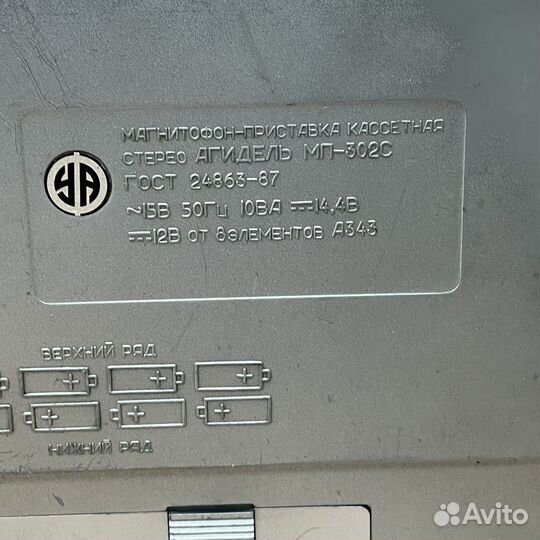 МАГНИТОФОН-ПРИСТАВКА КАССЕТНАЯ
СТЕРЕО АГИДЕЛЬ МП-302С
ГОСТ 24863-87
~15В 50Гц 10ВА ⎓14,4В
⎓12В от 8элементов А343
УА
ВЕРХНИЙ РЯД
+ + +
+ + +
НИЖНИЙ РЯД
Avito